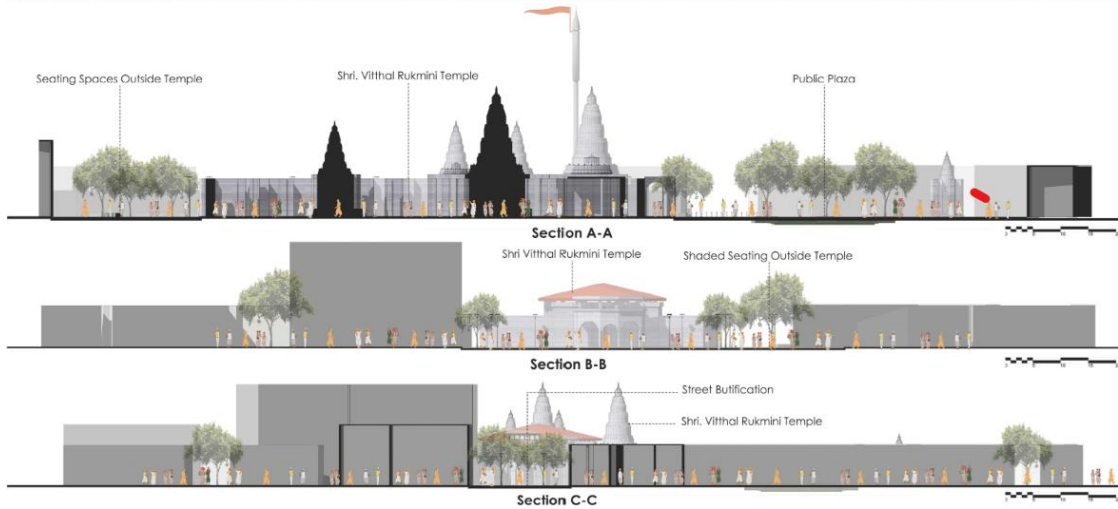 Seating Spaces Outside Temple
Shri. Vitthal Rukmini Temple
Public Plaza
Section A-A
Shri Vitthal Rukmini Temple
Shaded Seating Outside Temple
Section B-B
Street Butification
Shri. Vitthal Rukmini Temple
Section C-C